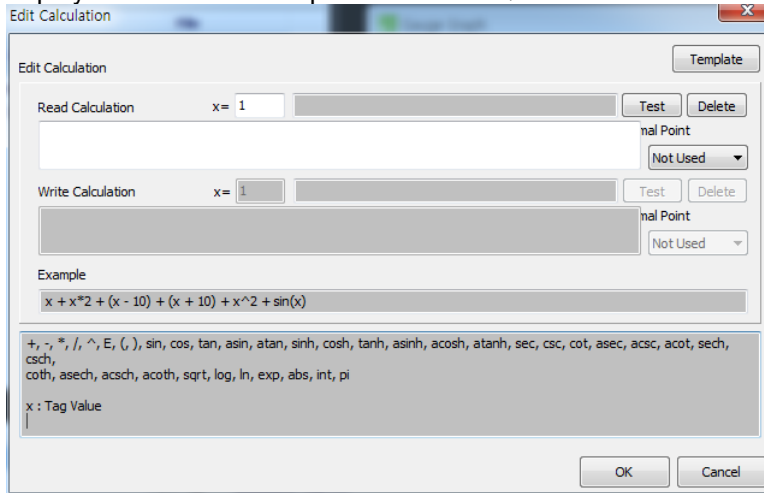 Edit Calculation
Edit Calculation
Template
Read Calculation x= 1 Test Delete
mal Point
Not Used
Write Calculation x= 1 Test Delete
mal Point
Not Used
Example
x + x*2 + (x - 10) + (x + 10) + x^2 + sin(x)
+, -, *, /, ^, E, (, ), sin, cos, tan, asin, atan, sinh, cosh, tanh, asinh, acosh, atanh, sec, csc, cot, asec, acsc, acot, sech,
csch,
coth, asech, acsch, acoth, sqrt, log, ln, exp, abs, int, pi
x : Tag Value
OK Cancel